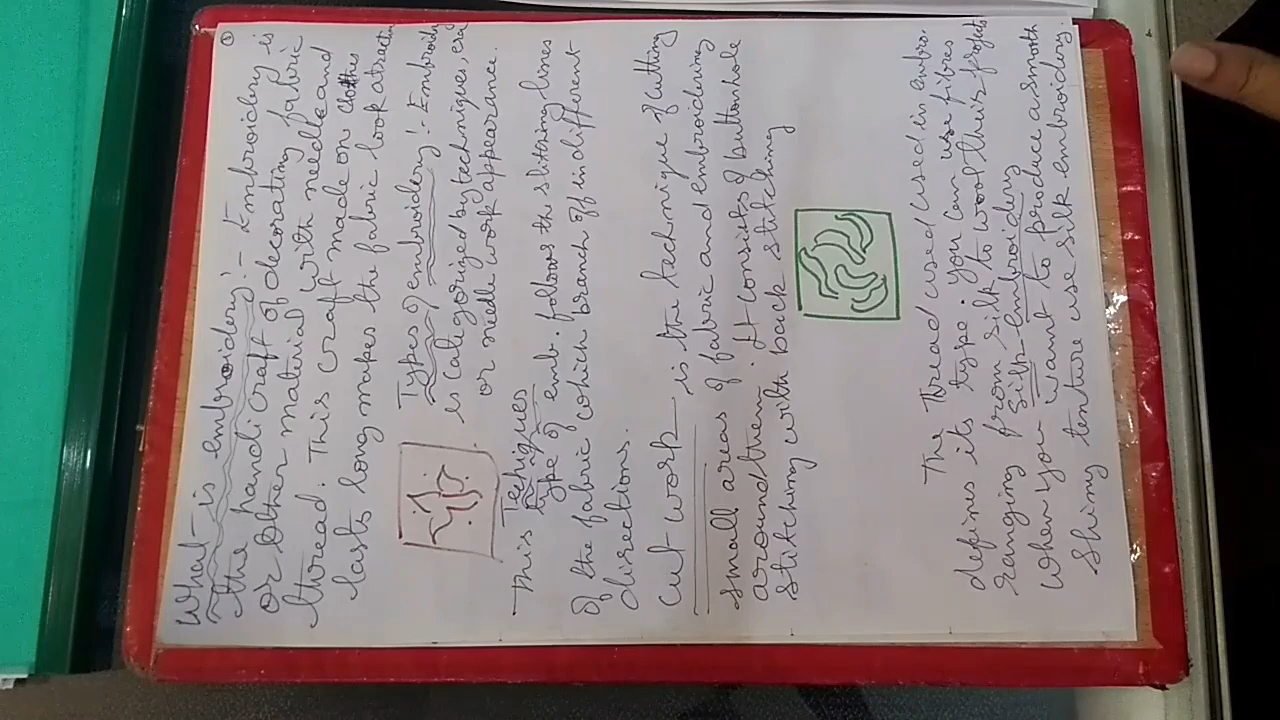 ①
What is embroidery:- Embroidery is
the handicraft of decorating fabric
or other material with needle and
thread. This craft made on clothes
lasts long makes the fabric look
Types of embroidery:- Embroidery
is categorized by techniques,
or needle work appearance.
Techiques
This type of emb. follows the stitching lines
of the fabric which branch off in different
directions.
Cut work is the technique of cutting
small areas of fabric and embroidering
around them. It consists of buttonhole
stitching with back stitching
The thread used used in embro.
defines its type. you can use fibres
ranging from silk to wool this
Silk-embroidery
when you want to produce a smooth
shiny texture use silk embroidery.